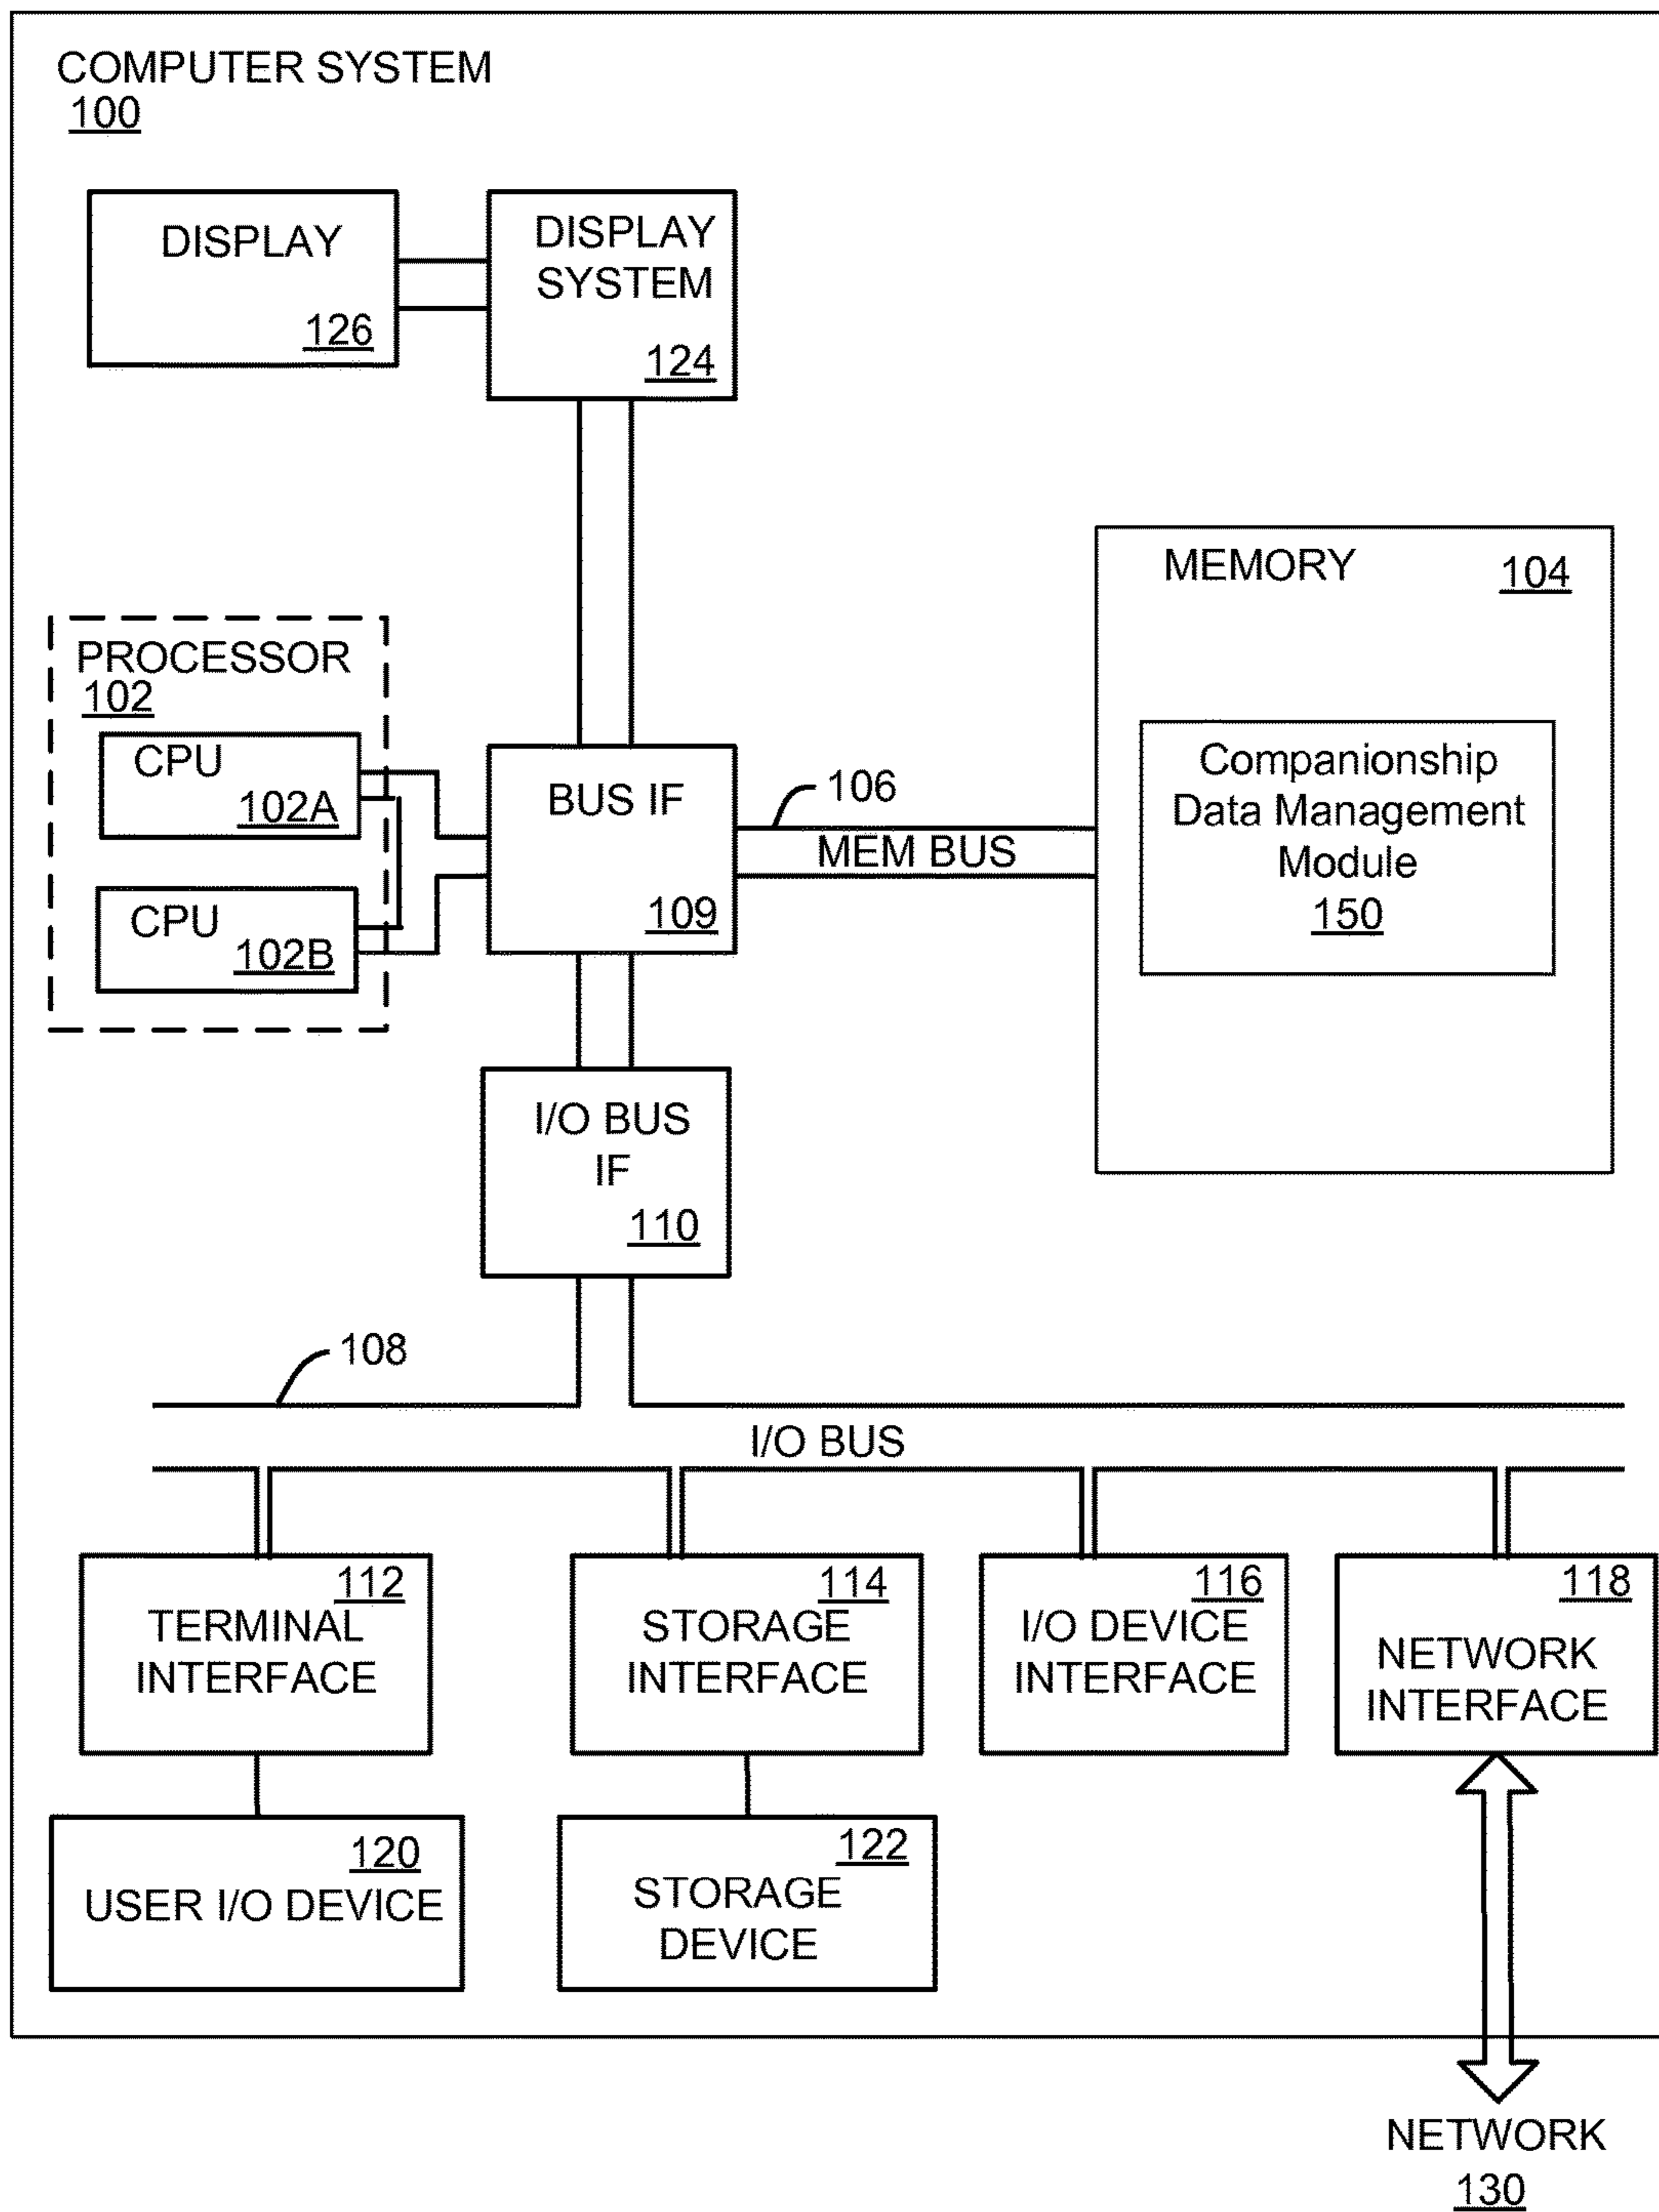 COMPUTER SYSTEM
100
DISPLAY
126
DISPLAY
SYSTEM
124
MEMORY
104
PROCESSOR
102
CPU
102A
CPU
102B
BUS IF
109
106
MEM BUS
Companionship
Data Management
Module
150
I/O BUS
IF
110
108
I/O BUS
112
TERMINAL
INTERFACE
114
STORAGE
INTERFACE
116
I/O DEVICE
INTERFACE
118
NETWORK
INTERFACE
120
USER I/O DEVICE
122
STORAGE
DEVICE
NETWORK
130